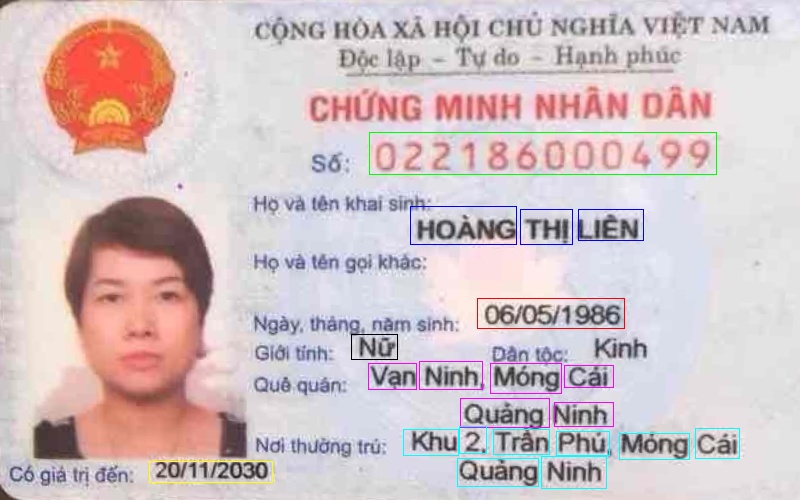 CỘNG HÒA XÃ HỘI CHỦ NGHĨA VIỆT NAM
Độc lập – Tự do – Hạnh phúc
CHỨNG MINH NHÂN DÂN
Số: 022186000499
Họ và tên khai sinh:
HOÀNG THỊ LIÊN
Họ và tên gọi khác:
Ngày, tháng, năm sinh: 06/05/1986
Giới tính: Nữ Dân tộc: Kinh
Quê quán: Vạn Ninh, Móng Cái
Quảng Ninh
Nơi thường trú: Khu 2, Trần Phú, Móng Cái
Quảng Ninh
Có giá trị đến: 20/11/2030